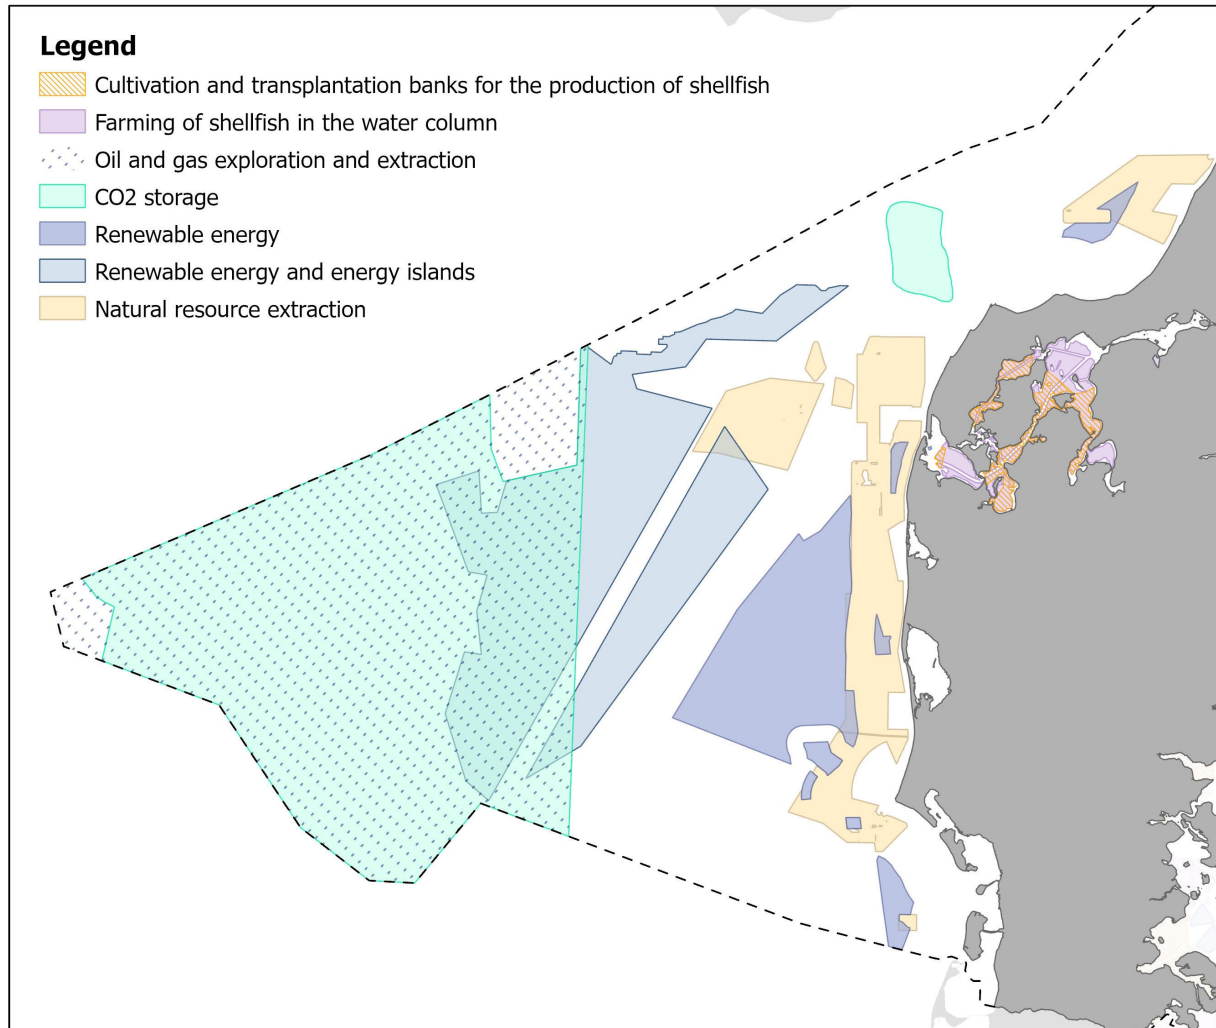 Legend
Cultivation and transplantation banks for the production of shellfish
Farming of shellfish in the water column
Oil and gas exploration and extraction
CO2 storage
Renewable energy
Renewable energy and energy islands
Natural resource extraction